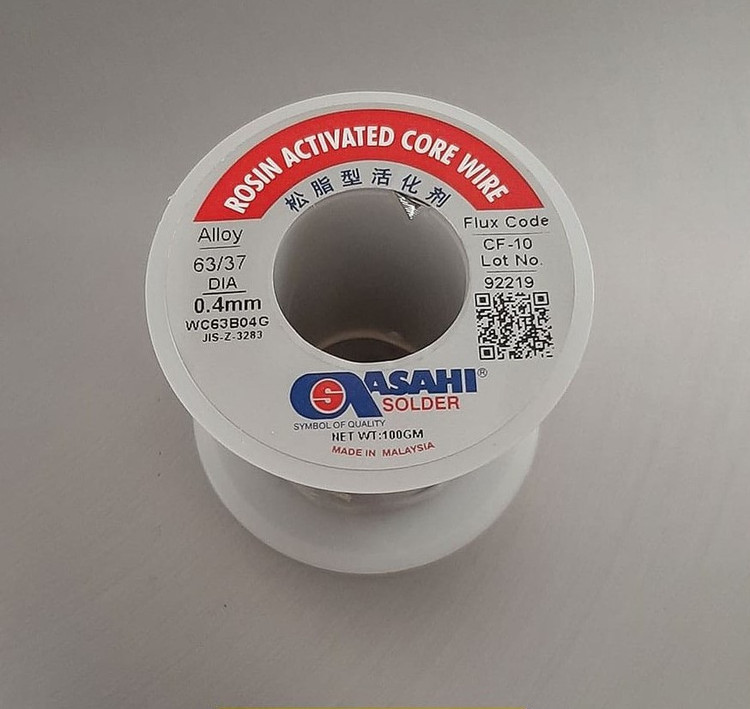 ROSIN ACTIVATED CORE WIRE
松脂型活化剂
Alloy
63/37
DIA
0.4mm
WC63B04G
JIS-Z-3283
Flux Code
CF-10
Lot No.
92219
S
ASAHI®
SOLDER
SYMBOL OF QUALITY
NET WT:100GM
MADE IN MALAYSIA